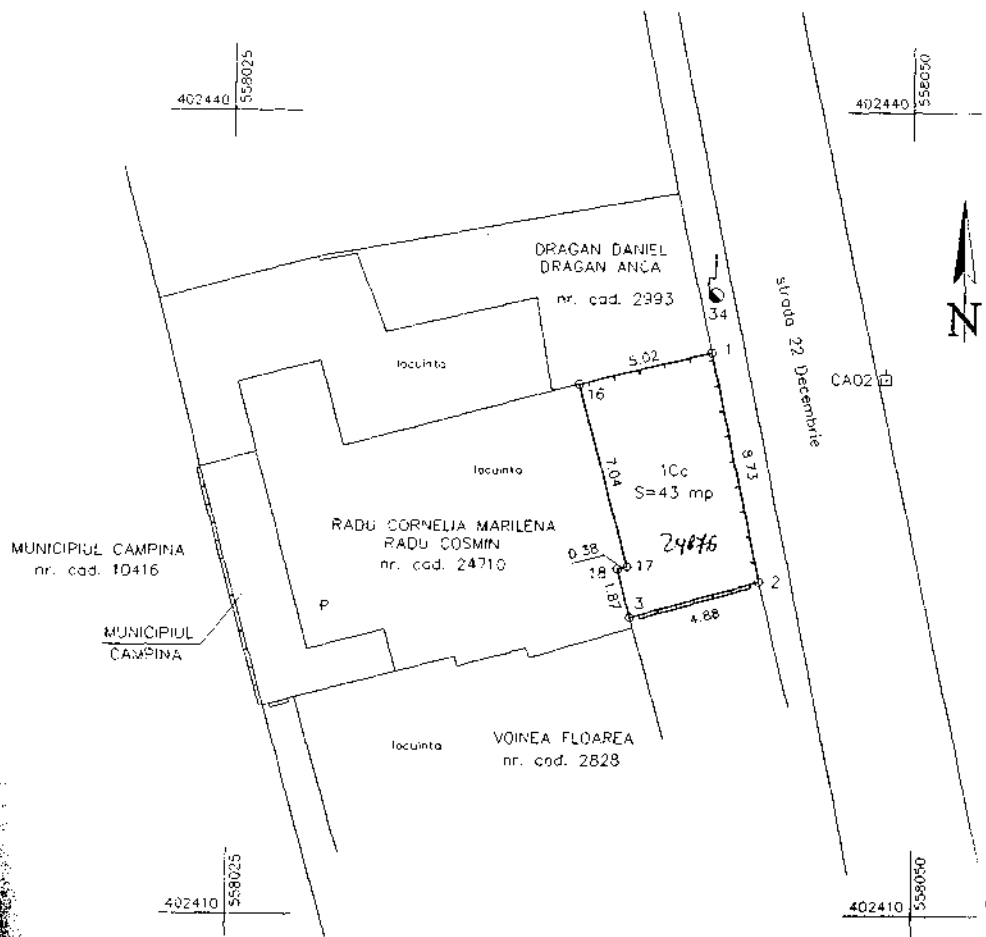 558025
402440
558050
402440
DRAGAN DANIEL
DRAGAN ANCA
nr. cad. 2993
34
N
strada 22 Decembrie
1
5.02
locuinta
16
CA02
7.04
8.73
locuinta
1Cc
S=43 mp
24876
RADU CORNELIA MARILENA
RADU COSMIN
nr. cad. 24710
0.38
17
18
MUNICIPIUL CAMPINA
nr. cad. 10416
1.87
2
P
3
4.88
MUNICIPIUL
CAMPINA
locuinta
VOINEA FLOAREA
nr. cad. 2828
558025
402410
558050
402410